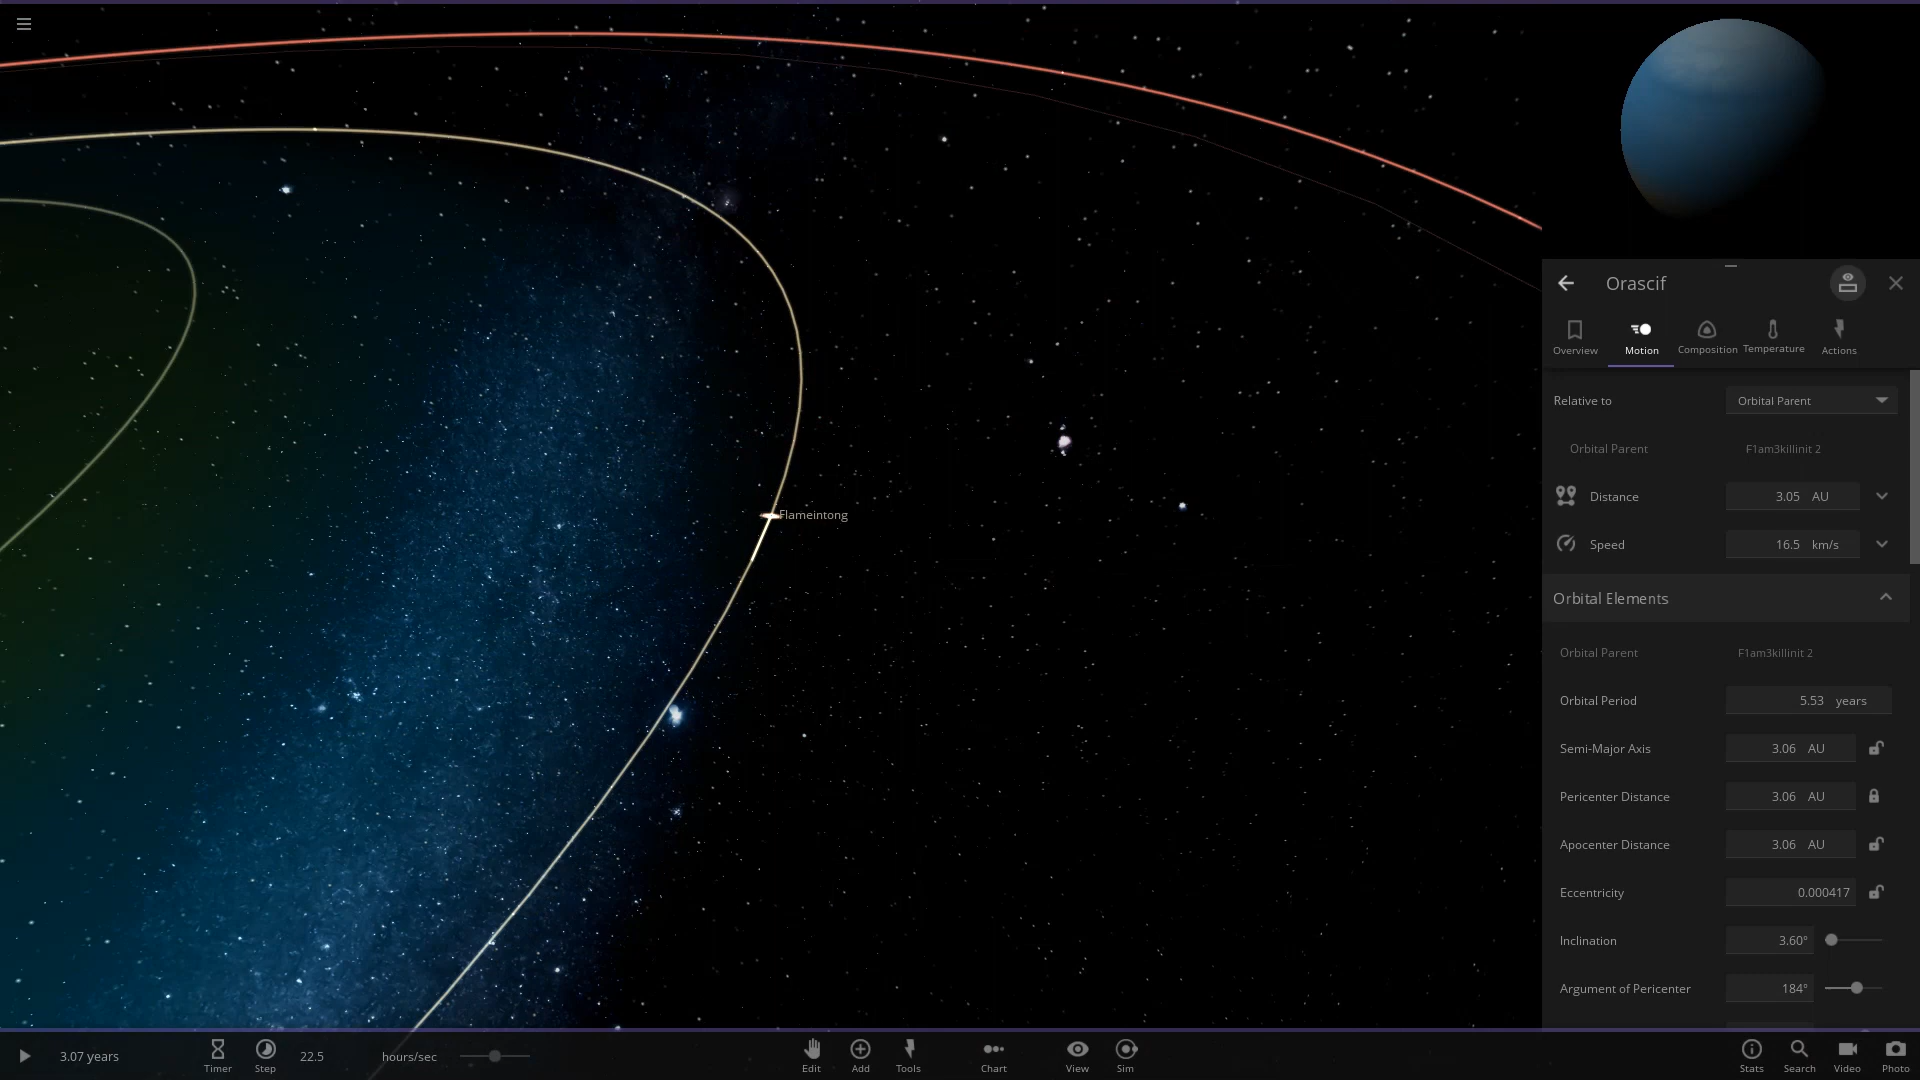 Orascif
Overview
Motion
Composition
Temperature
Actions
Relative to Orbital Parent
Orbital Parent F1am3killinit 2
Distance 3.05 AU
Speed 16.5 km/s
Orbital Elements
Orbital Parent F1am3killinit 2
Orbital Period 5.53 years
Semi-Major Axis 3.06 AU
Pericenter Distance 3.06 AU
Apocenter Distance 3.06 AU
Eccentricity 0.000417
Inclination 3.60°
Argument of Pericenter 184°
Flameintong
3.07 years
Timer
Step
22.5 hours/sec
Edit
Add
Tools
Chart
View
Sim
Stats
Search
Video
Photo